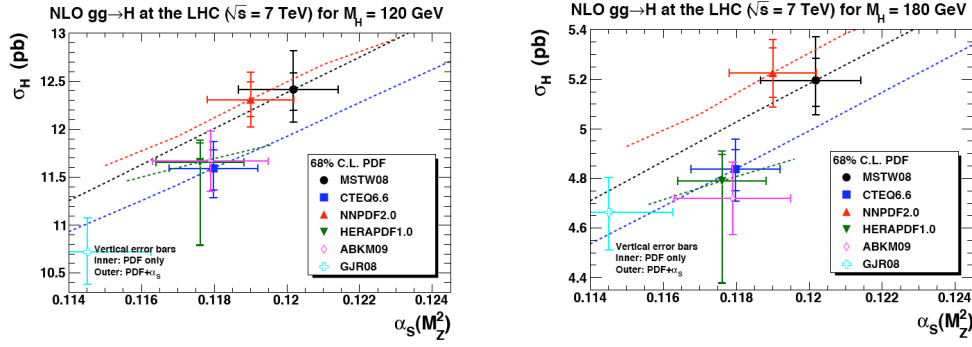 NLO gg→H at the LHC (√s = 7 TeV) for M_H = 120 GeV
σ_H (pb)
13
12.5
12
11.5
11
10.5
68% C.L. PDF
MSTW08
CTEQ6.6
NNPDF2.0
HERAPDF1.0
ABKM09
GJR08
Vertical error bars
Inner: PDF only
Outer: PDF+α_S
0.114 0.116 0.118 0.12 0.122 0.124
α_S(M_Z^2)
NLO gg→H at the LHC (√s = 7 TeV) for M_H = 180 GeV
σ_H (pb)
5.4
5.2
5
4.8
4.6
4.4
68% C.L. PDF
MSTW08
CTEQ6.6
NNPDF2.0
HERAPDF1.0
ABKM09
GJR08
Vertical error bars
Inner: PDF only
Outer: PDF+α_S
0.114 0.116 0.118 0.12 0.122 0.124
α_S(M_Z^2)